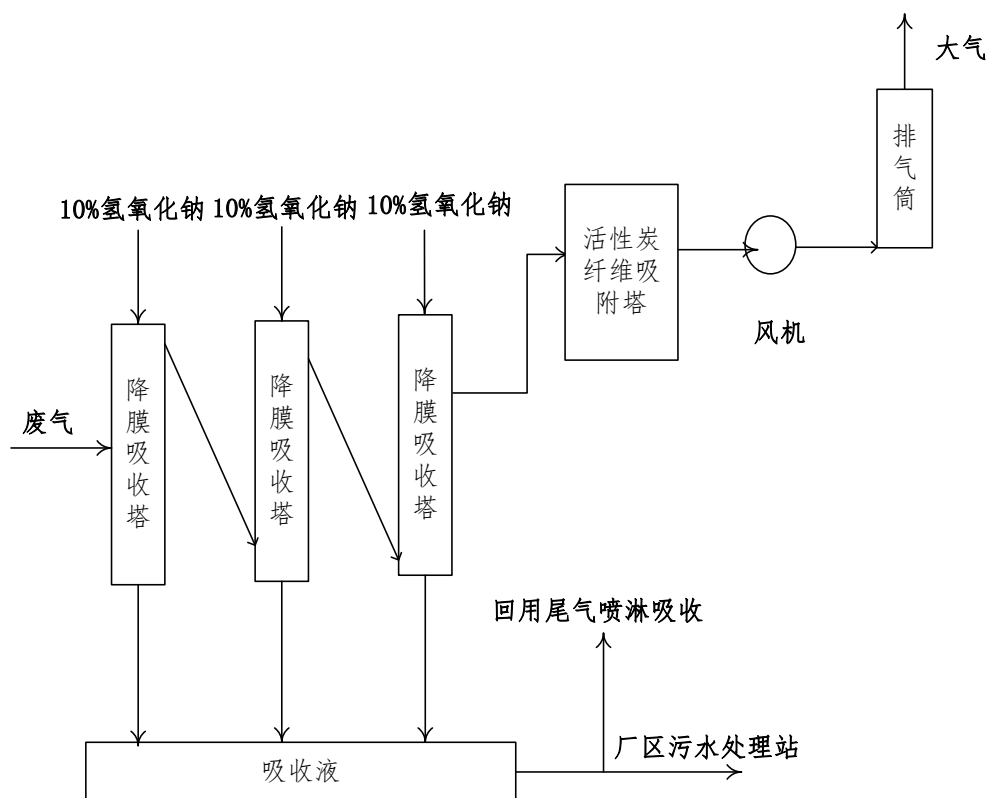 大气
排气筒
10%氢氧化钠
10%氢氧化钠
10%氢氧化钠
活性炭
纤维吸
附塔
风机
废气
降膜吸收塔
降膜吸收塔
降膜吸收塔
回用尾气喷淋吸收
厂区污水处理站
吸收液